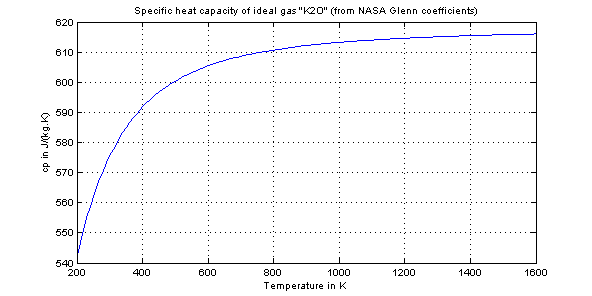 Specific heat capacity of ideal gas "K2O" (from NASA Glenn coefficients)
620
610
600
590
580
570
560
550
540
cp in J/(kg.K)
200 400 600 800 1000 1200 1400 1600
Temperature in K